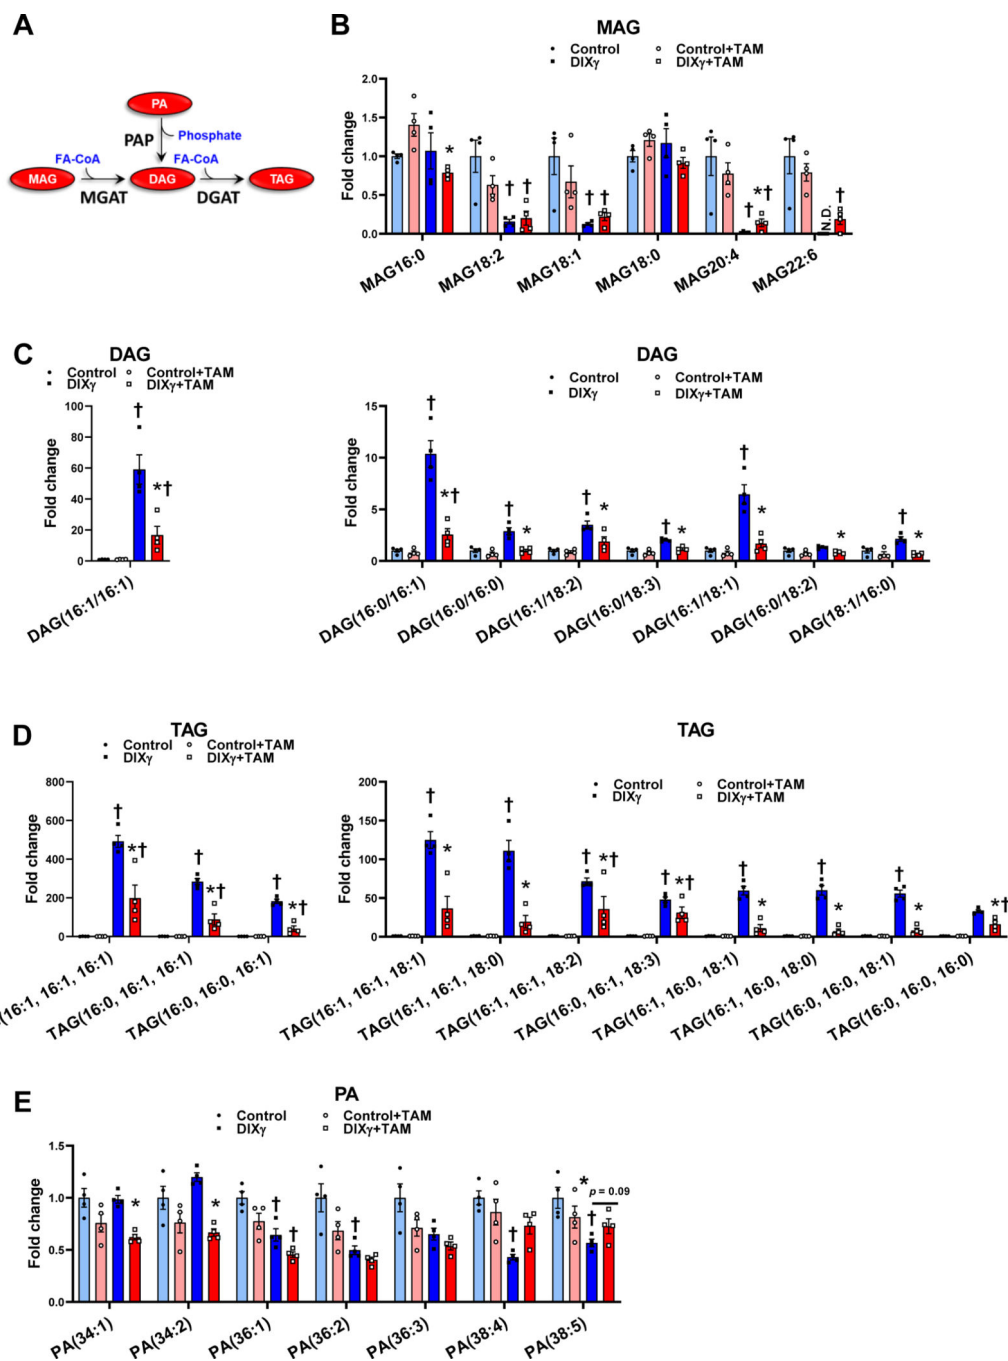 A
PA
PAP
Phosphate
FA-CoA
FA-CoA
MAG
DAG
TAG
MGAT
DGAT
B
MAG
Control
Control+TAM
DIXγ
DIXγ+TAM
Fold change
2.0
1.5
1.0
0.5
0.0
*
†
†
†
†
†
*†
N.D.
†
MAG16:0
MAG18:2
MAG18:1
MAG18:0
MAG20:4
MAG22:6
C
DAG
Control
Control+TAM
DIXγ
DIXγ+TAM
Fold change
100
80
60
40
20
0
†
*†
DAG(16:1/16:1)
DAG
Control
Control+TAM
DIXγ
DIXγ+TAM
Fold change
15
10
5
0
†
*†
†
*
†
*
†
*
†
*
*
†
*
DAG(16:0/16:1)
DAG(16:0/16:0)
DAG(16:1/18:2)
DAG(16:0/18:3)
DAG(16:1/18:1)
DAG(16:0/18:2)
DAG(18:1/16:0)
D
TAG
Control
Control+TAM
DIXγ
DIXγ+TAM
Fold change
800
600
400
200
0
†
*†
†
*†
†
*†
(16:1, 16:1, 16:1)
TAG(16:0, 16:1, 16:1)
TAG(16:0, 16:0, 16:1)
TAG
Control
Control+TAM
DIXγ
DIXγ+TAM
Fold change
200
150
100
50
0
†
*
†
*
†
*†
†
*†
†
*
†
*
†
*
*†
TAG(16:1, 16:1, 18:1)
TAG(16:1, 16:1, 18:0)
TAG(16:1, 16:1, 18:2)
TAG(16:0, 16:1, 18:3)
TAG(16:1, 16:0, 18:1)
TAG(16:1, 16:0, 18:0)
TAG(16:0, 16:0, 18:1)
TAG(16:0, 16:0, 16:0)
E
PA
Control
Control+TAM
DIXγ
DIXγ+TAM
Fold change
1.5
1.0
0.5
0.0
*
*
†
†
†
†
*
†
p = 0.09
PA(34:1)
PA(34:2)
PA(36:1)
PA(36:2)
PA(36:3)
PA(38:4)
PA(38:5)